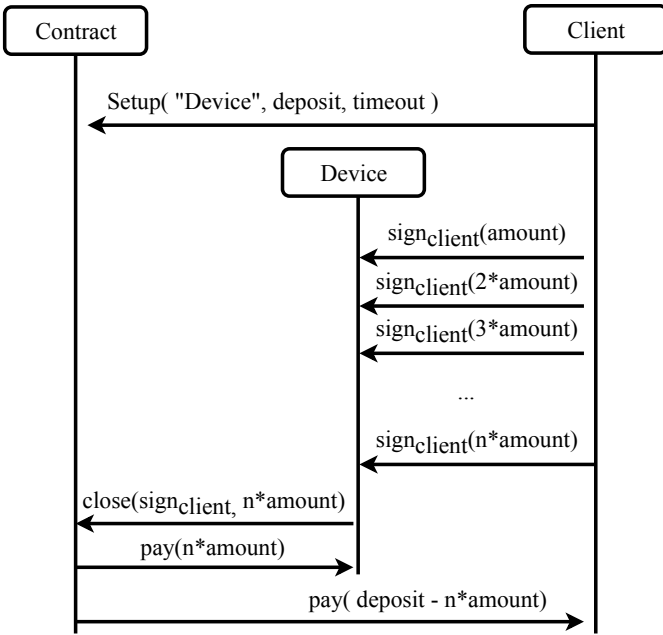 Contract
Client
Setup( "Device", deposit, timeout )
Device
signclient(amount)
signclient(2*amount)
signclient(3*amount)
...
signclient(n*amount)
close(signclient, n*amount)
pay(n*amount)
pay( deposit - n*amount)